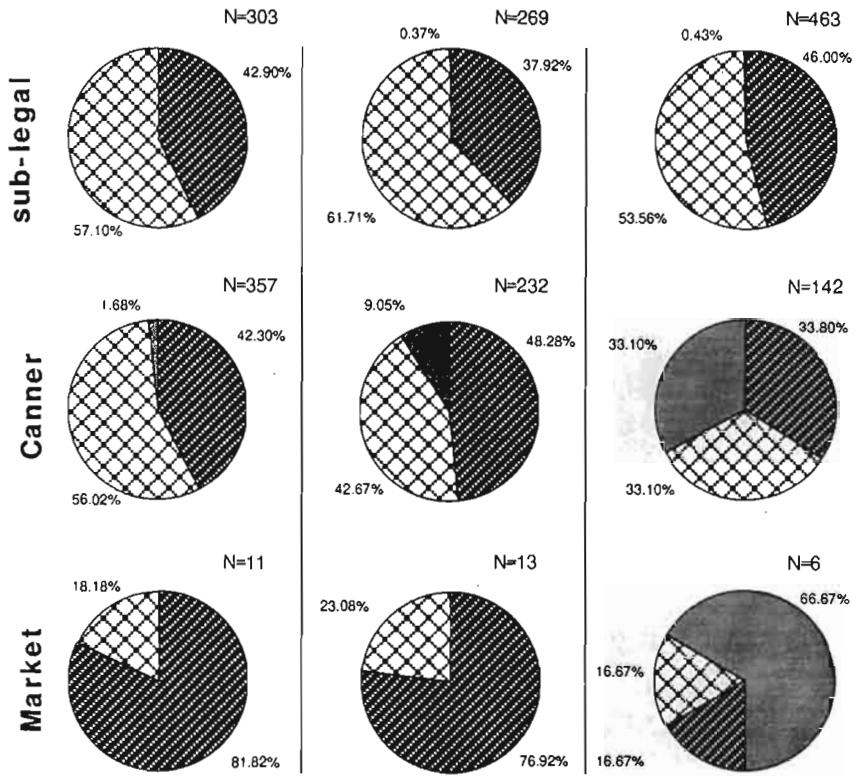 N=303
N=269
N=463
sub-legal
42.90%
57.10%
0.37%
37.92%
61.71%
0.43%
46.00%
53.56%
N=357
N=232
N=142
Canner
1.68%
42.30%
56.02%
9.05%
48.28%
42.67%
33.10%
33.80%
33.10%
N=11
N=13
N=6
Market
18.18%
81.82%
23.08%
76.92%
66.67%
16.67%
16.67%